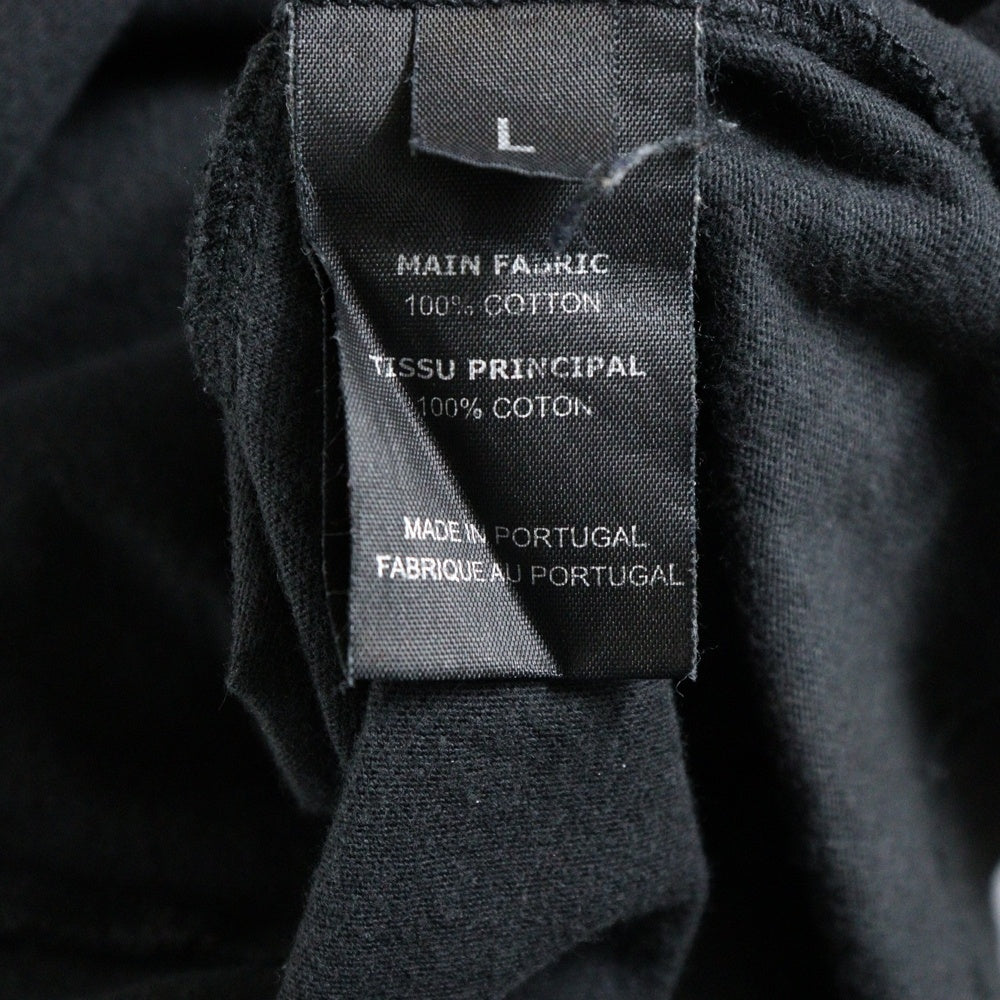 L
MAIN FABRIC
100% COTTON
TISSU PRINCIPAL
100% COTON
MADE IN PORTUGAL
FABRIQUE AU PORTUGAL